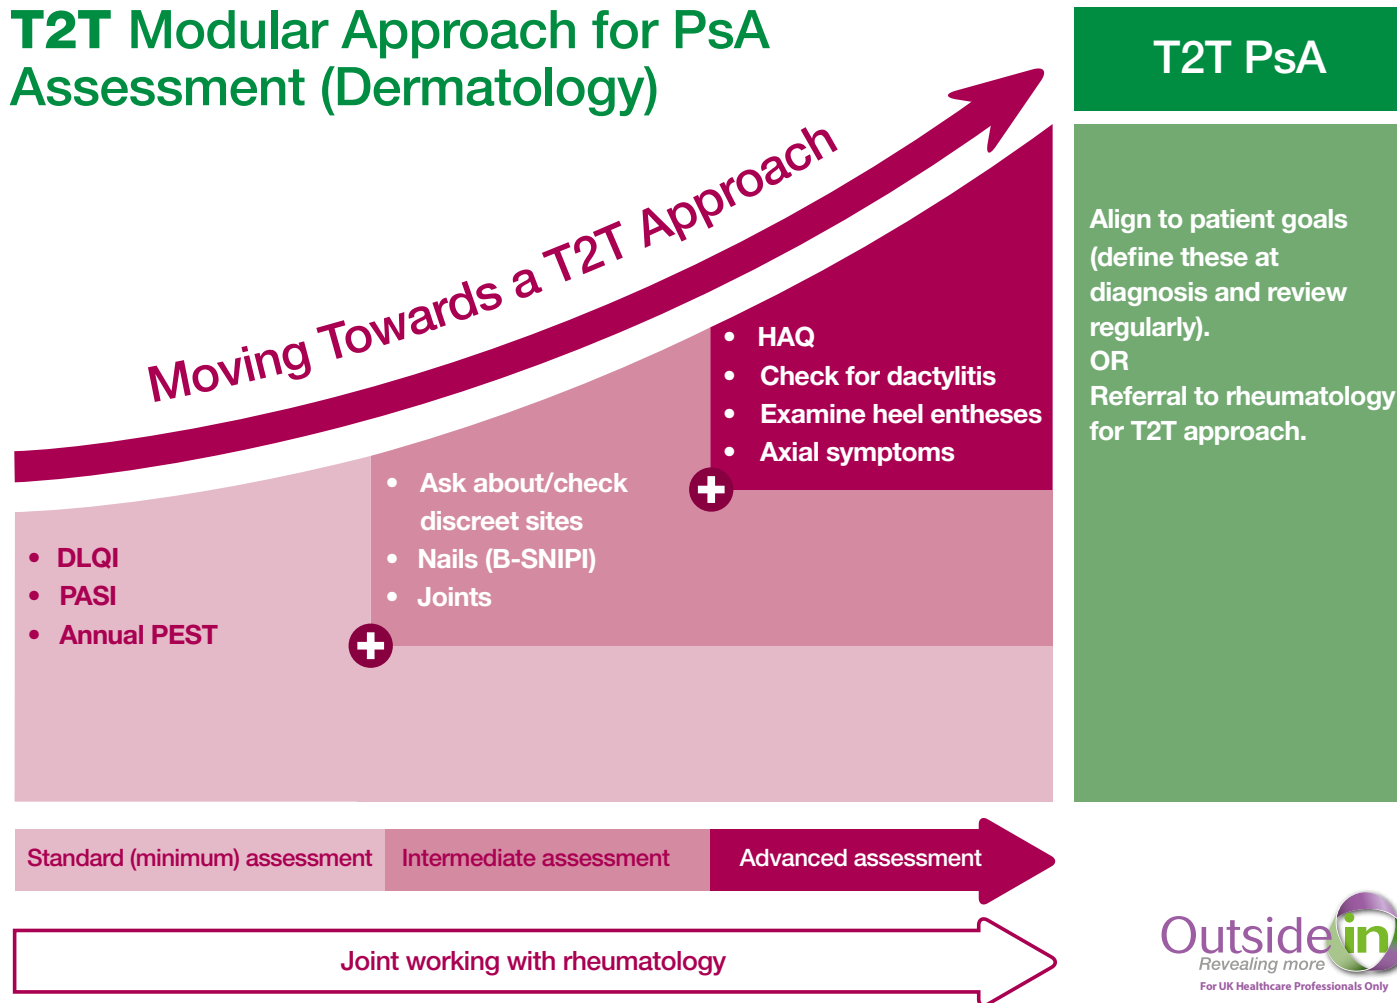 T2T Modular Approach for PsA
Assessment (Dermatology)
Moving Towards a T2T Approach
• DLQI
• PASI
• Annual PEST
• Ask about/check
discreet sites
• Nails (B-SNIPI)
• Joints
• HAQ
• Check for dactylitis
• Examine heel entheses
• Axial symptoms
T2T PsA
Align to patient goals
(define these at
diagnosis and review
regularly).
OR
Referral to rheumatology
for T2T approach.
Standard (minimum) assessment
Intermediate assessment
Advanced assessment
Joint working with rheumatology
Outside in
Revealing more
For UK Healthcare Professionals Only